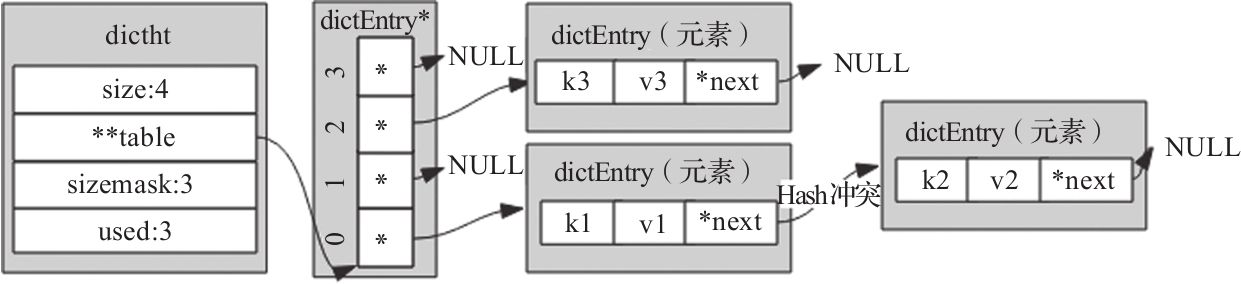 dictht
size:4
**table
sizemask:3
used:3
dictEntry*
3 * NULL
2 *
1 * NULL
0 *
dictEntry（元素）
k3 v3 *next NULL
dictEntry（元素）
k1 v1 *next
Hash冲突
dictEntry（元素）
k2 v2 *next NULL